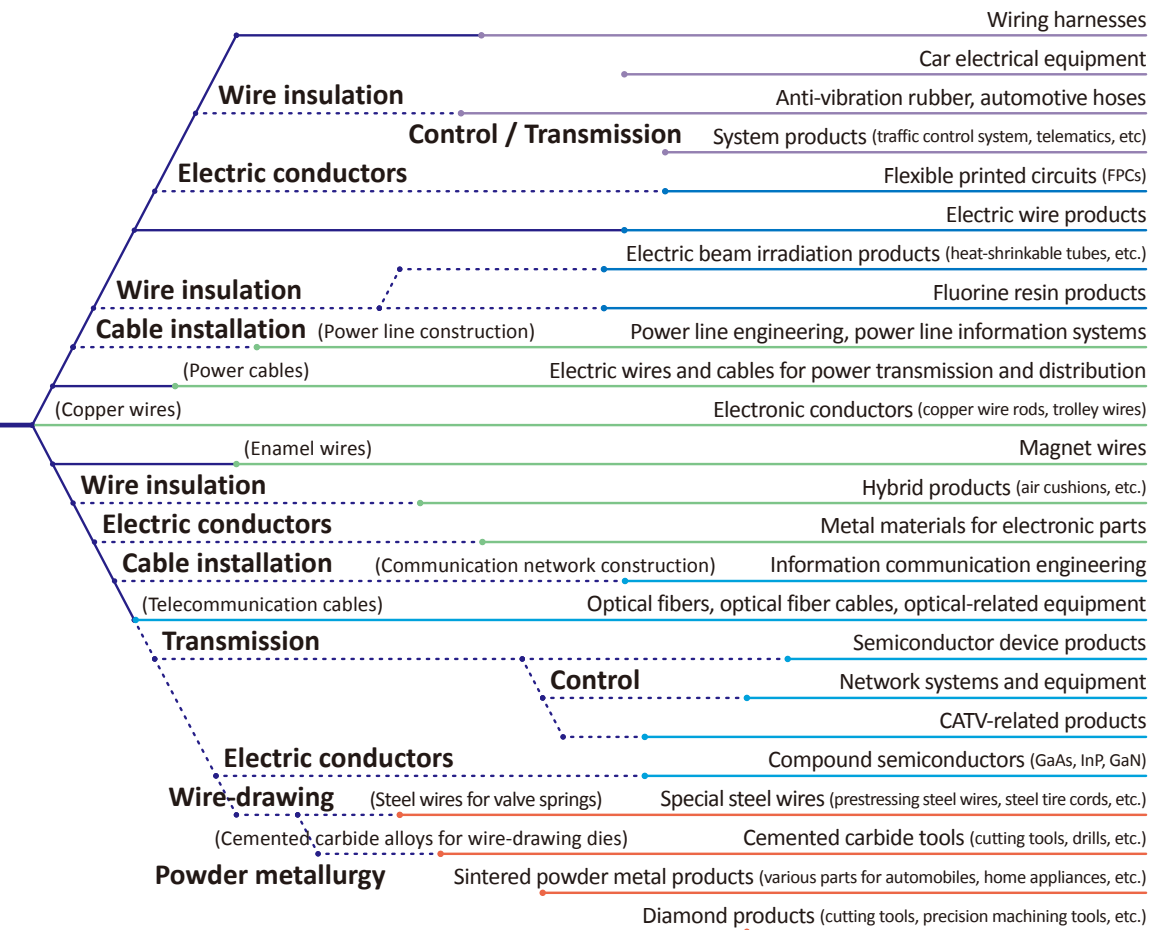 Wiring harnesses
Car electrical equipment
Wire insulation
Anti-vibration rubber, automotive hoses
Control / Transmission
System products (traffic control system, telematics, etc)
Electric conductors
Flexible printed circuits (FPCs)
Electric wire products
Electric beam irradiation products (heat-shrinkable tubes, etc.)
Wire insulation
Fluorine resin products
Cable installation (Power line construction)
Power line engineering, power line information systems
(Power cables)
Electric wires and cables for power transmission and distribution
(Copper wires)
Electronic conductors (copper wire rods, trolley wires)
(Enamel wires)
Magnet wires
Wire insulation
Hybrid products (air cushions, etc.)
Electric conductors
Metal materials for electronic parts
Cable installation (Communication network construction)
Information communication engineering
(Telecommunication cables)
Optical fibers, optical fiber cables, optical-related equipment
Transmission
Semiconductor device products
Control
Network systems and equipment
CATV-related products
Electric conductors
Compound semiconductors (GaAs, InP, GaN)
Wire-drawing (Steel wires for valve springs)
Special steel wires (prestressing steel wires, steel tire cords, etc.)
(Cemented carbide alloys for wire-drawing dies)
Cemented carbide tools (cutting tools, drills, etc.)
Powder metallurgy
Sintered powder metal products (various parts for automobiles, home appliances, etc.)
Diamond products (cutting tools, precision machining tools, etc.)